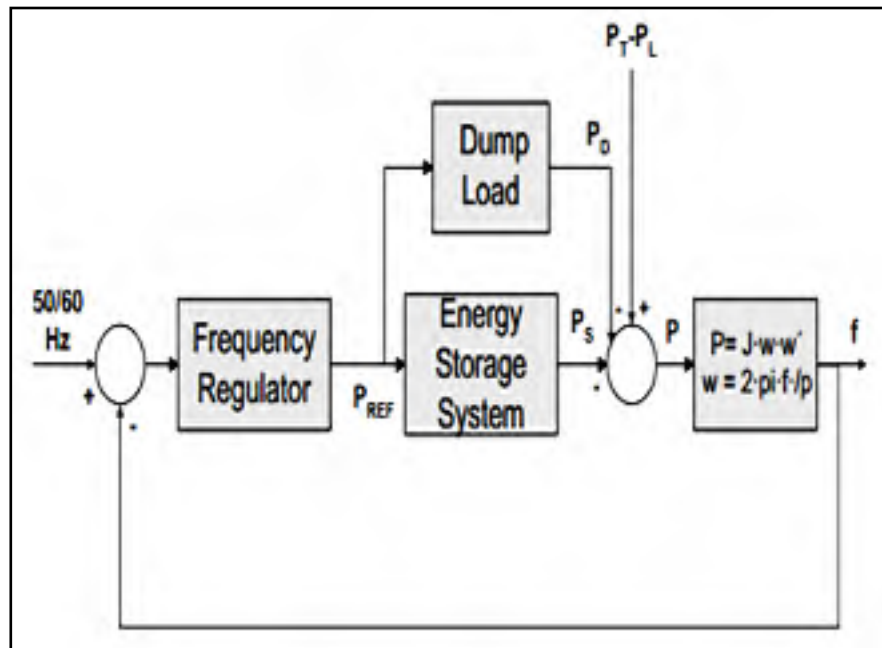 P_T-P_L
Dump
Load
P_D
50/60
Hz
+
-
Frequency
Regulator
P_REF
Energy
Storage
System
P_S
-
+
-
P
P= J·w·w´
w = 2·pi·f·/p
f